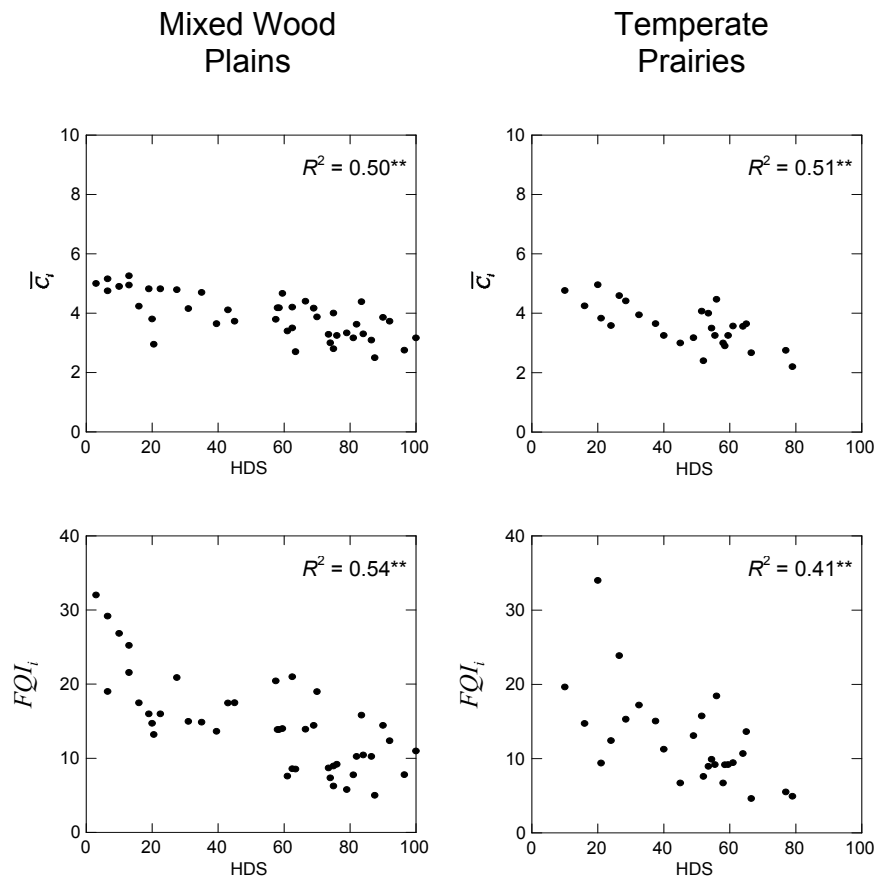 Mixed Wood
Plains
Temperate
Prairies
10
8
6
4
2
0
c̅ᵢ
R² = 0.50**
0 20 40 60 80 100
HDS
10
8
6
4
2
0
c̅ᵢ
R² = 0.51**
0 20 40 60 80 100
HDS
40
30
20
10
0
FQIᵢ
R² = 0.54**
0 20 40 60 80 100
HDS
40
30
20
10
0
FQIᵢ
R² = 0.41**
0 20 40 60 80 100
HDS